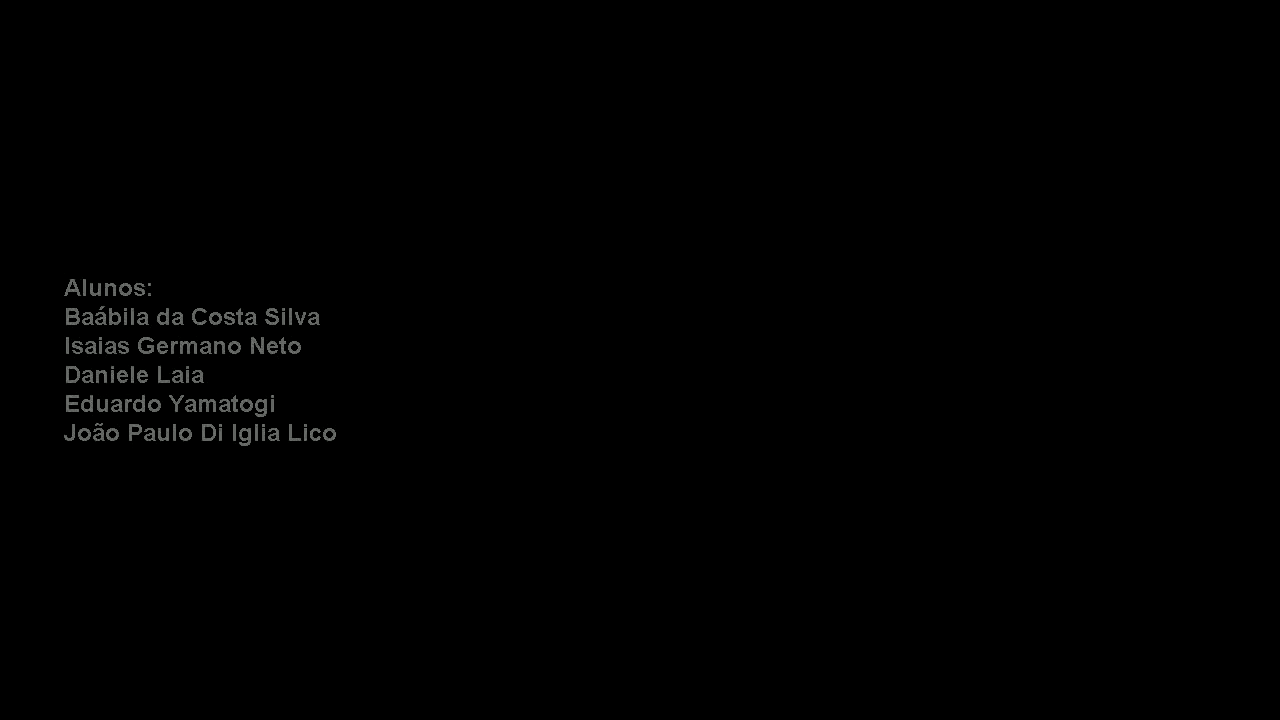 Alunos:
Baábila da Costa Silva
Isaias Germano Neto
Daniele Laia
Eduardo Yamatogi
João Paulo Di Iglia Lico